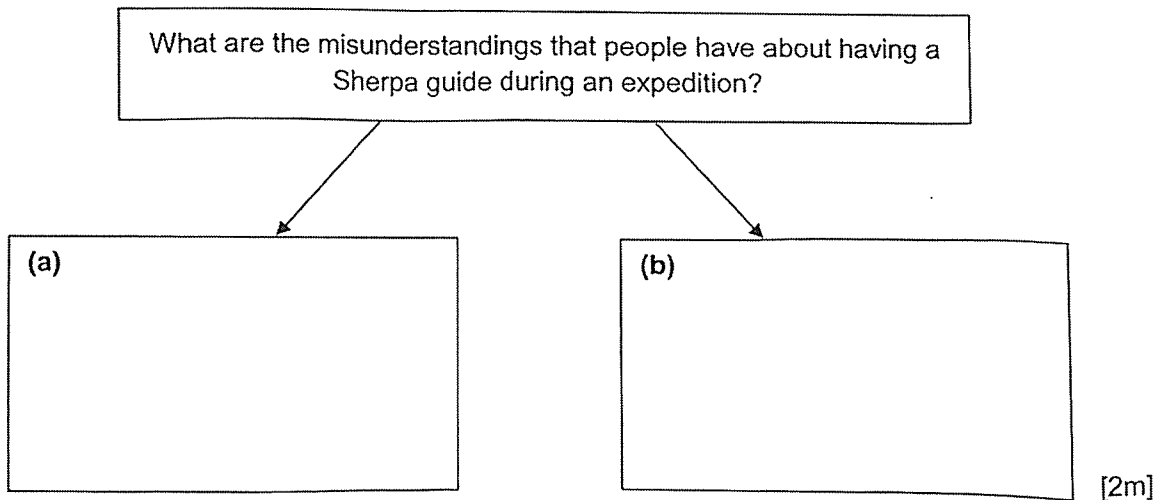 What are the misunderstandings that people have about having a
Sherpa guide during an expedition?
(a)
(b)
[2m]